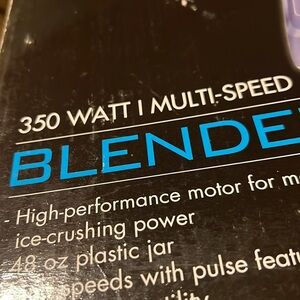 350 WATT | MULTI-SPEED
BLENDE
- High-performance motor for m
ice-crushing power
48 oz plastic jar
speeds with pulse featu